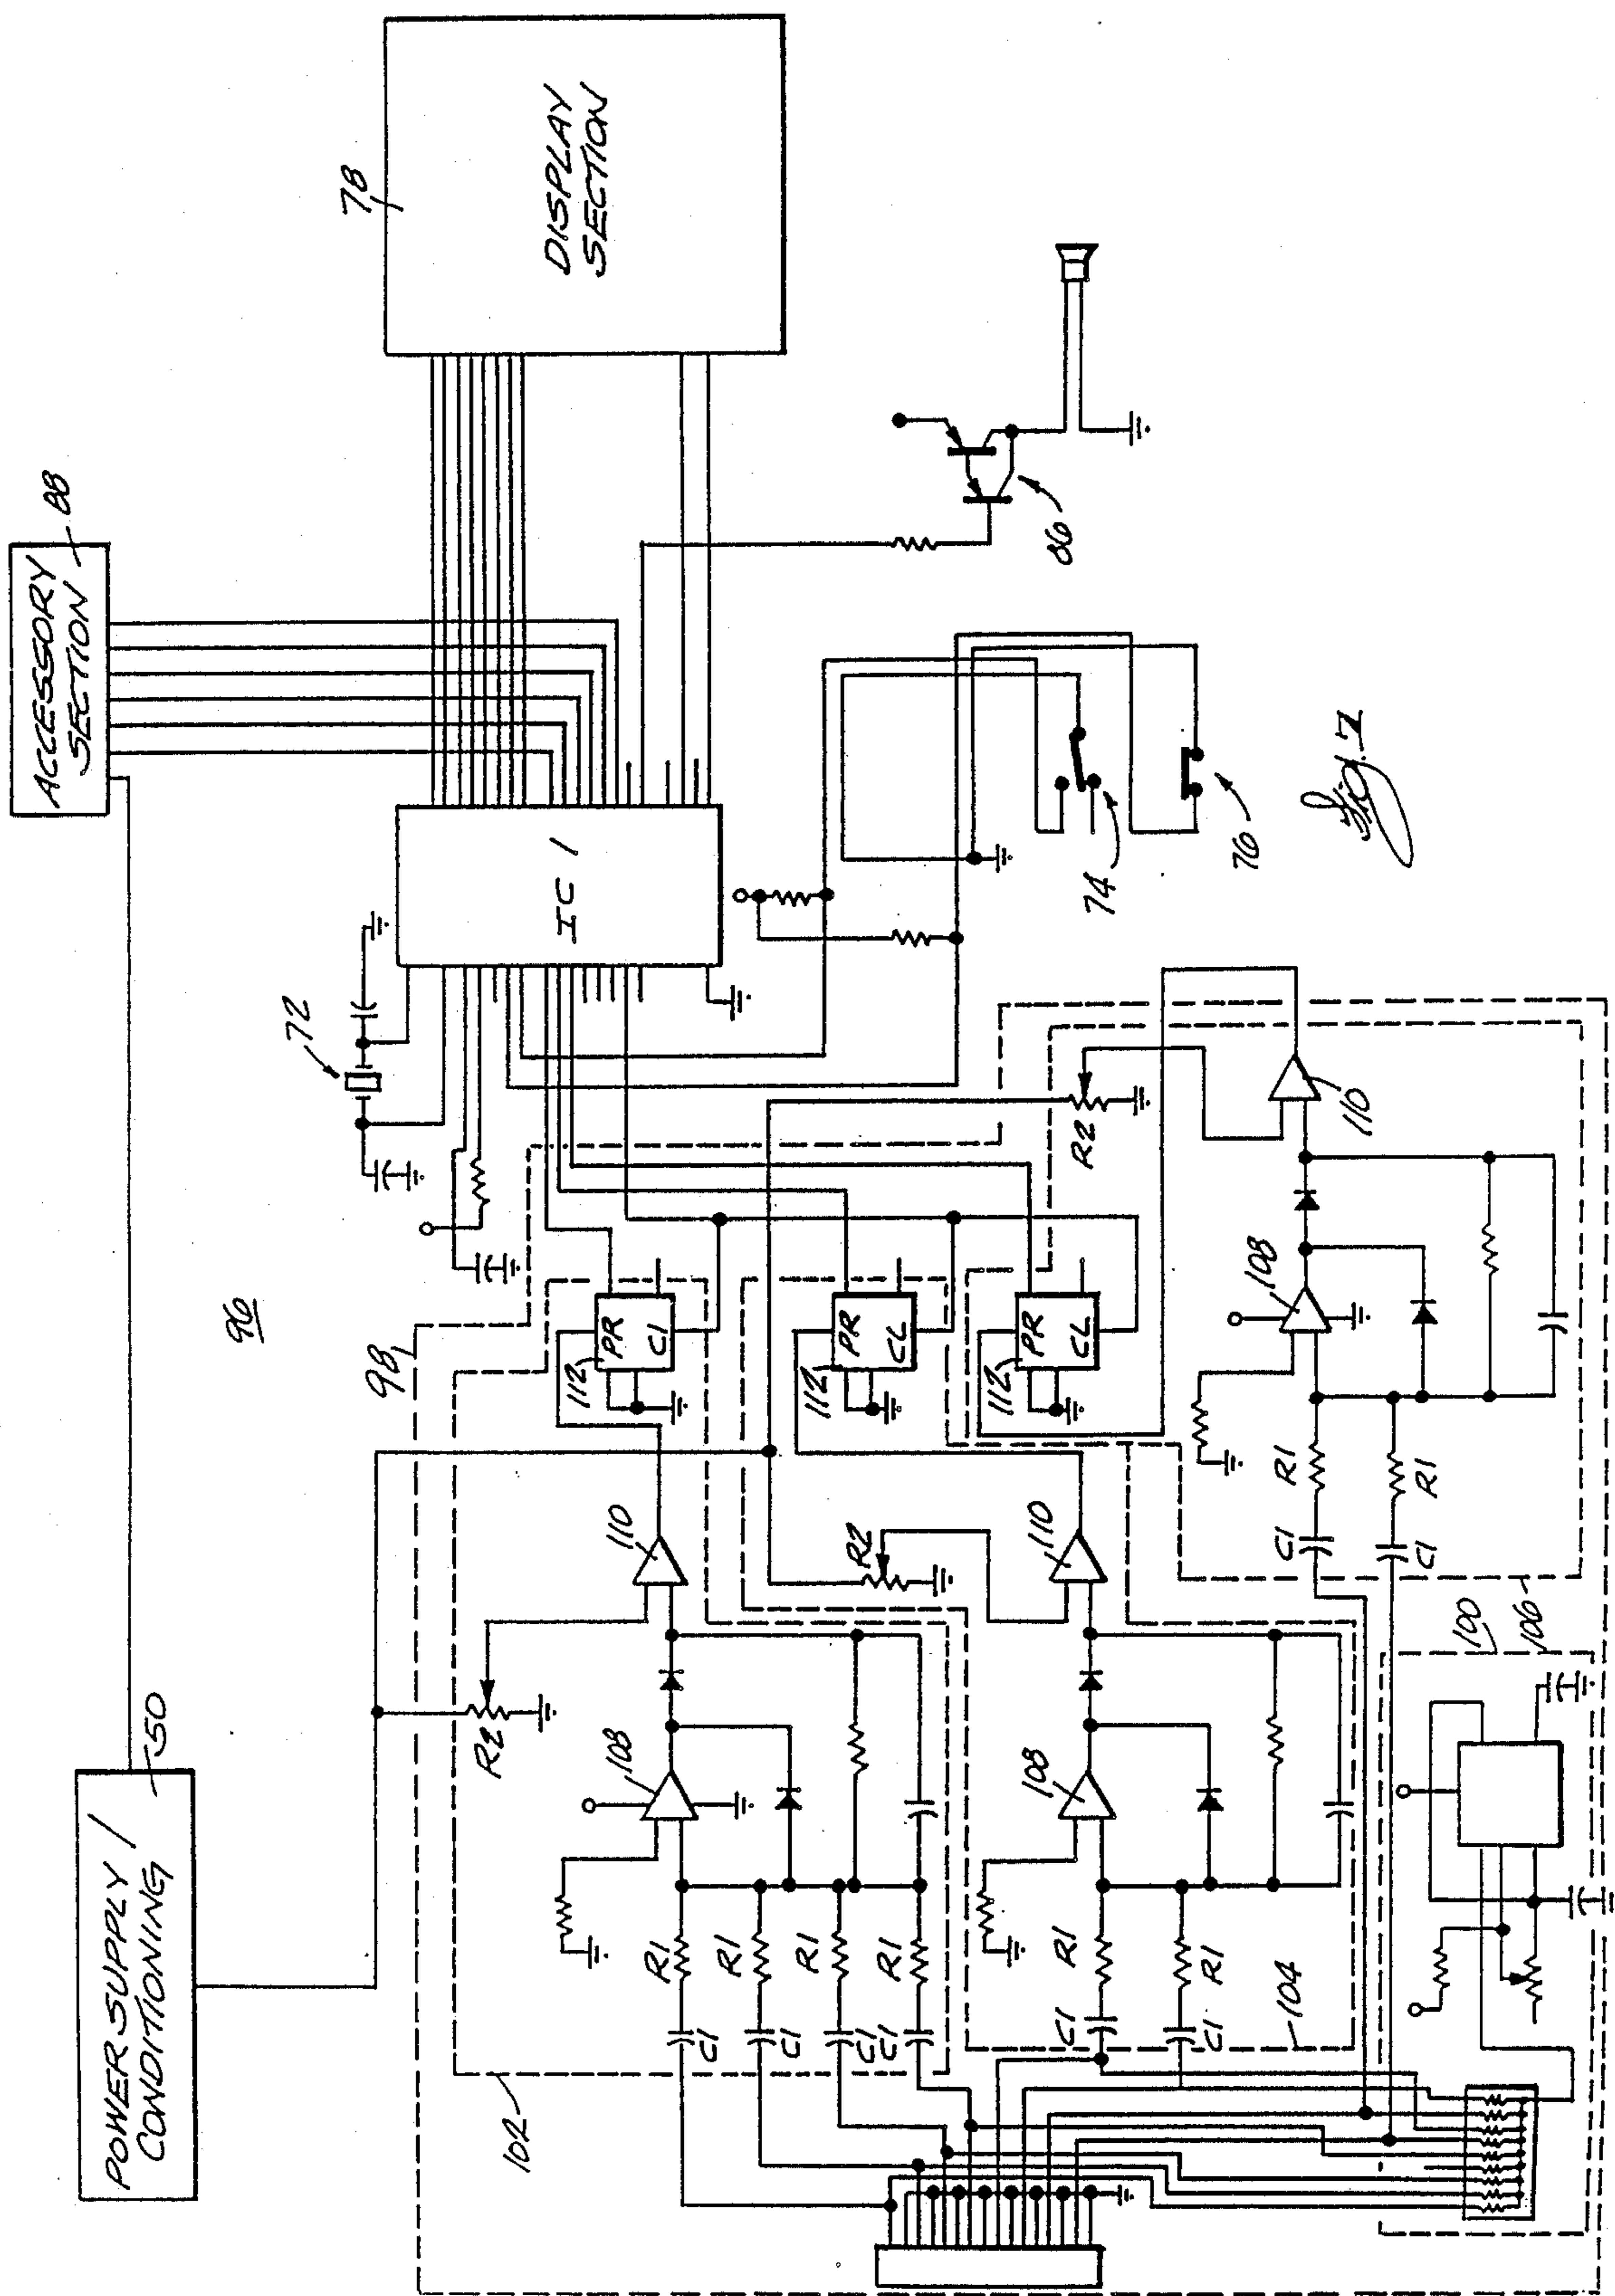 POWER SUPPLY /
CONDITIONING
50
ACCESSORY
SECTION
88
78
DISPLAY
SECTION
IC 1
72
96
98
86
74
76
R2
R2
R2
110
110
110
108
108
108
112
PR
C1
112
PR
CL
112
PR
CL
R1
R1
R1
R1
C1
C1
C1
C1
R1
R1
C1
C1
R1
R1
C1
C1
102
104
100
106
Fig. 7